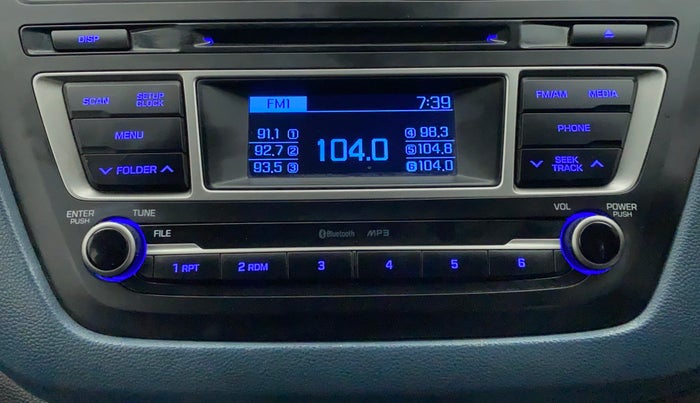 DISP
SCAN
SETUP CLOCK
MENU
FOLDER
FM1 7:39
91.1 1
92.7 2
93.5 3
104.0
4 98.3
5 104.8
6 104.0
FM/AM
MEDIA
PHONE
SEEK TRACK
ENTER PUSH
TUNE
FILE
Bluetooth
MP3
VOL
POWER PUSH
1 RPT
2 RDM
3
4
5
6